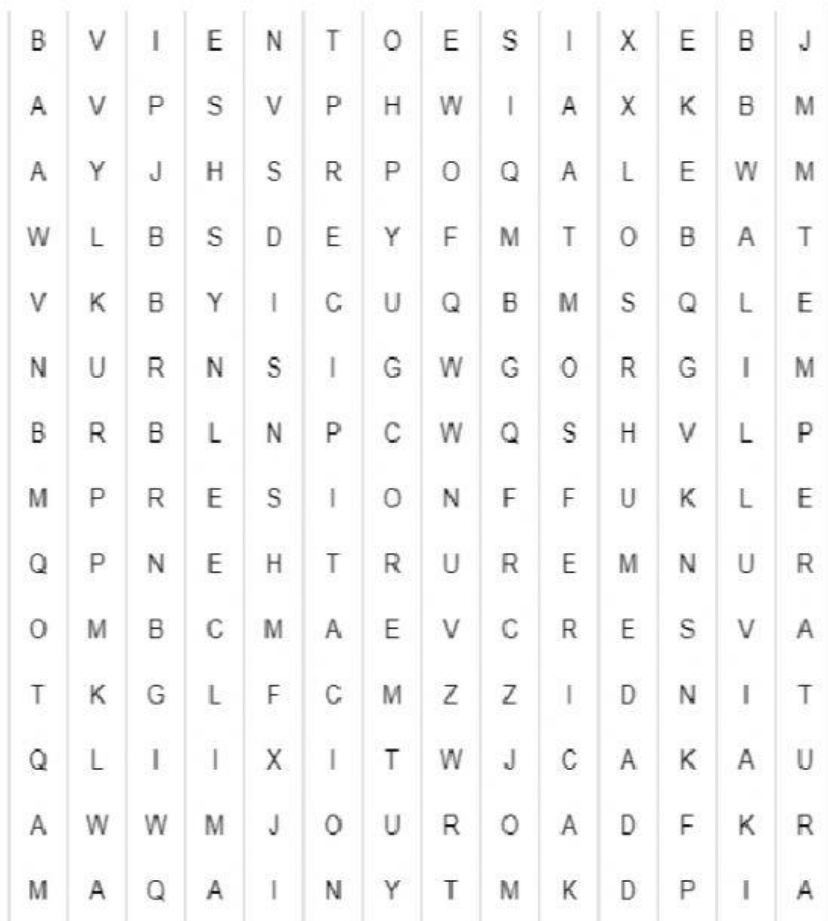 B V I E N T O E S I X E B J
A V P S V P H W I A X K B M
A Y J H S R P O Q A L E W M
W L B S D E Y F M T O B A T
V K B Y I C U Q B M S Q L E
N U R N S I G W G O R G I M
B R B L N P C W Q S H V L P
M P R E S I O N F F U K L E
Q P N E H T R U R E M N U R
O M B C M A E V C R E S V A
T K G L F C M Z Z I D N I T
Q L I I X I T W J C A K A U
A W W M J O U R O A D F K R
M A Q A I N Y T M K D P I A